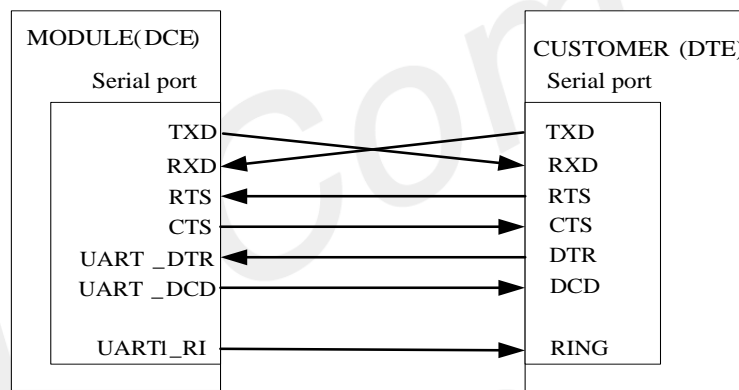 MODULE(DCE)
Serial port
TXD
RXD
RTS
CTS
UART _DTR
UART _DCD
UART1_RI
CUSTOMER (DTE)
Serial port
TXD
RXD
RTS
CTS
DTR
DCD
RING
Com